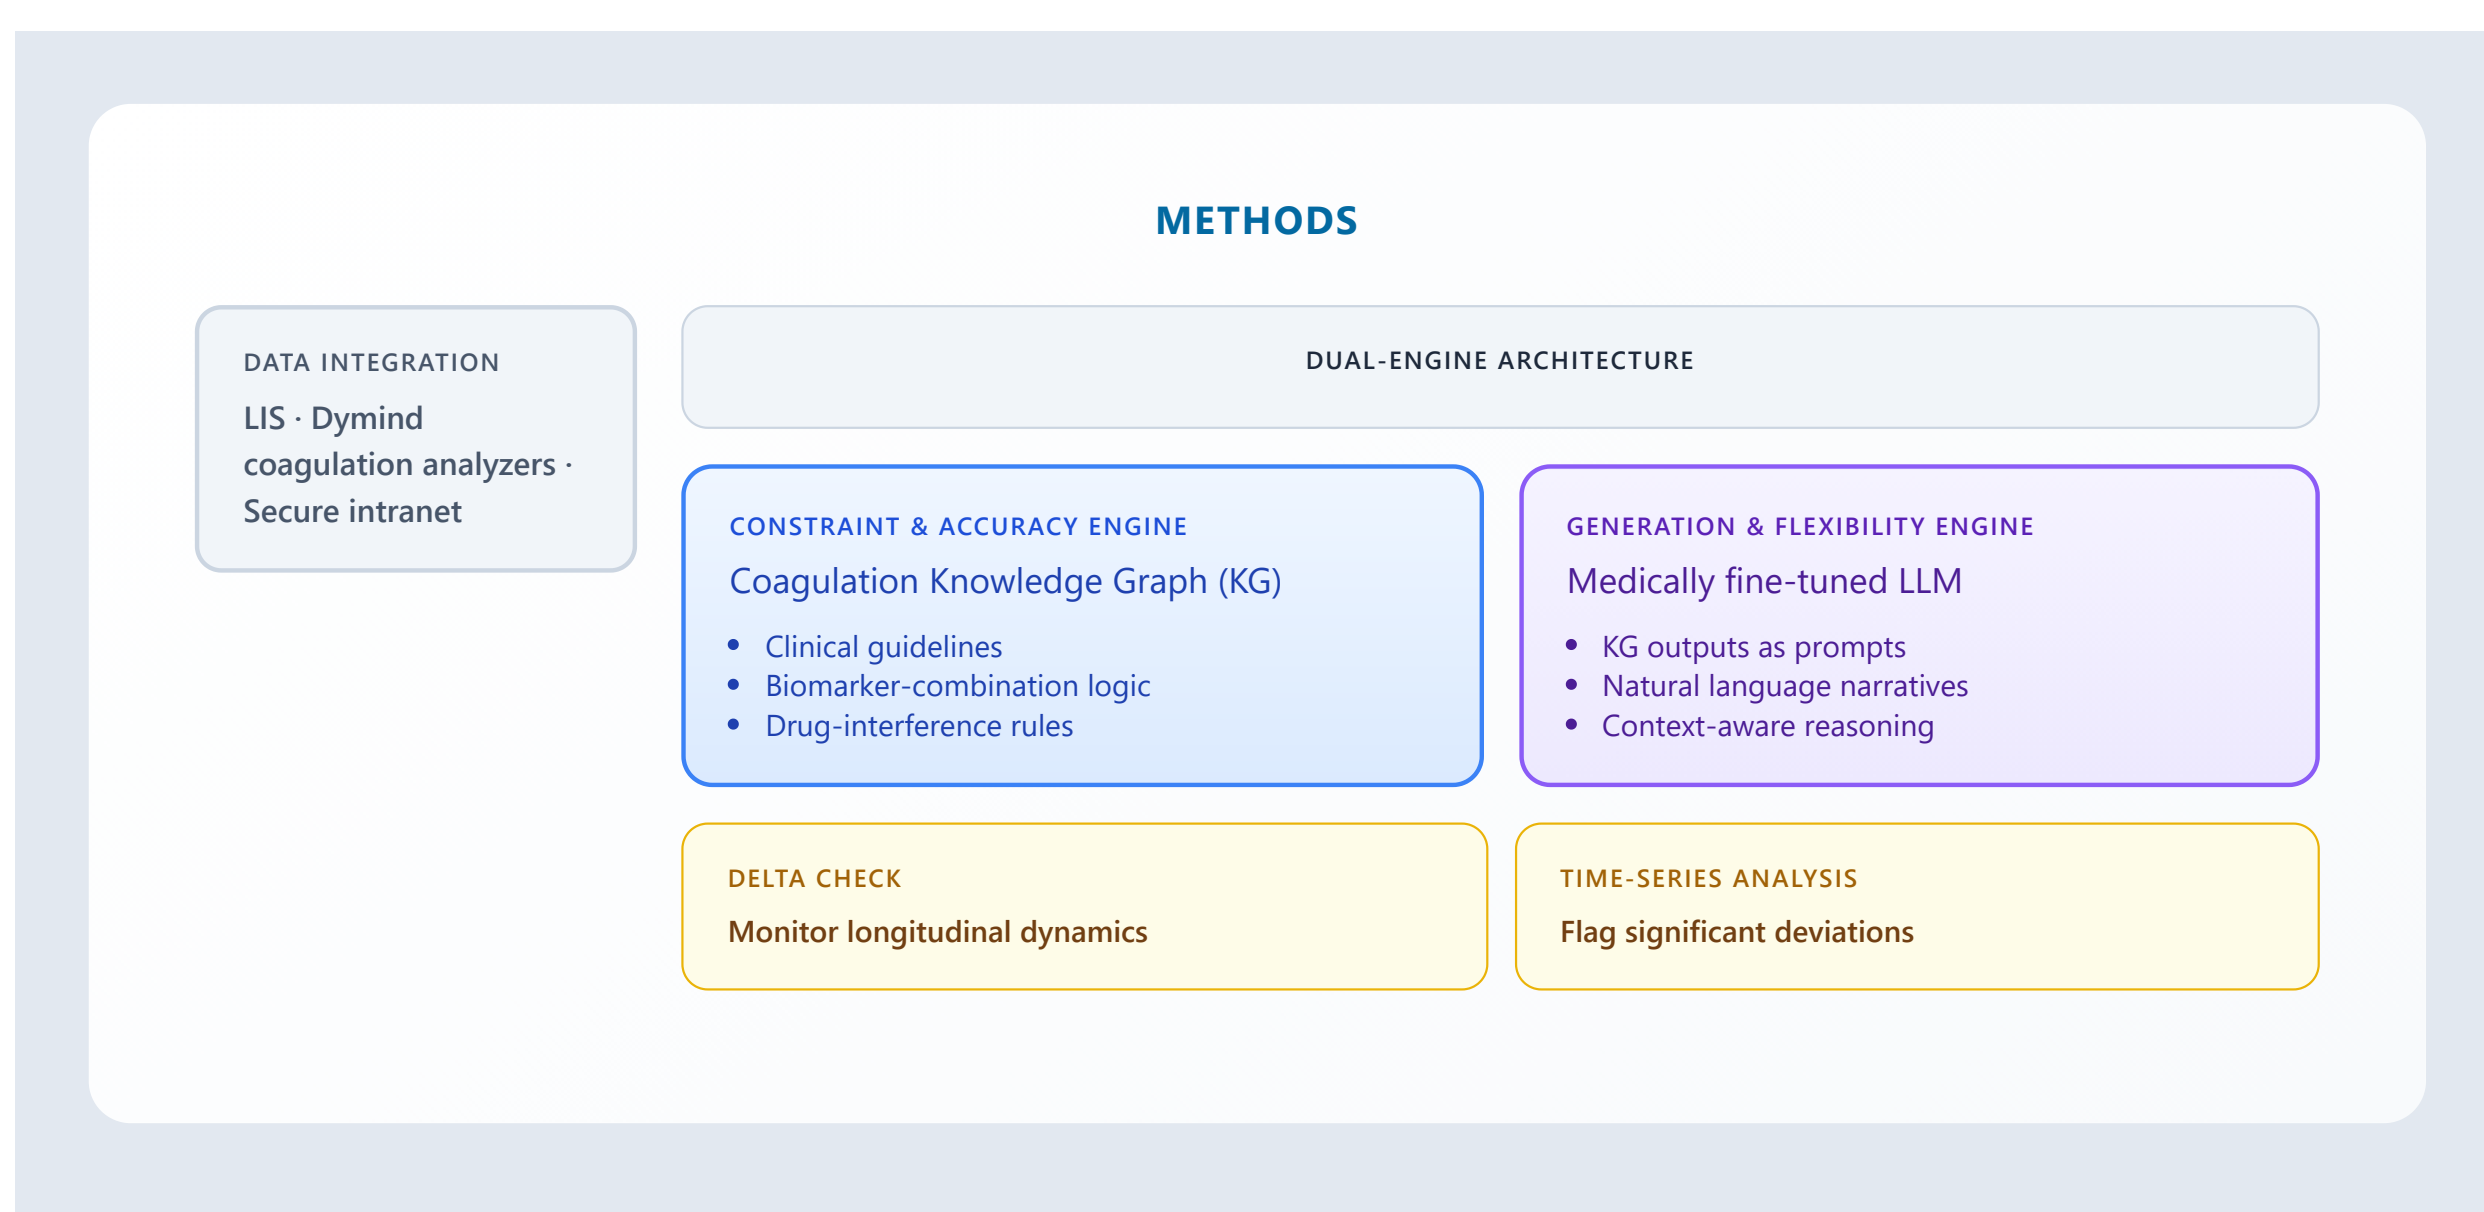 METHODS
DATA INTEGRATION
LIS · Dymind
coagulation analyzers ·
Secure intranet
DUAL-ENGINE ARCHITECTURE
CONSTRAINT & ACCURACY ENGINE
Coagulation Knowledge Graph (KG)
• Clinical guidelines
• Biomarker-combination logic
• Drug-interference rules
GENERATION & FLEXIBILITY ENGINE
Medically fine-tuned LLM
• KG outputs as prompts
• Natural language narratives
• Context-aware reasoning
DELTA CHECK
Monitor longitudinal dynamics
TIME-SERIES ANALYSIS
Flag significant deviations